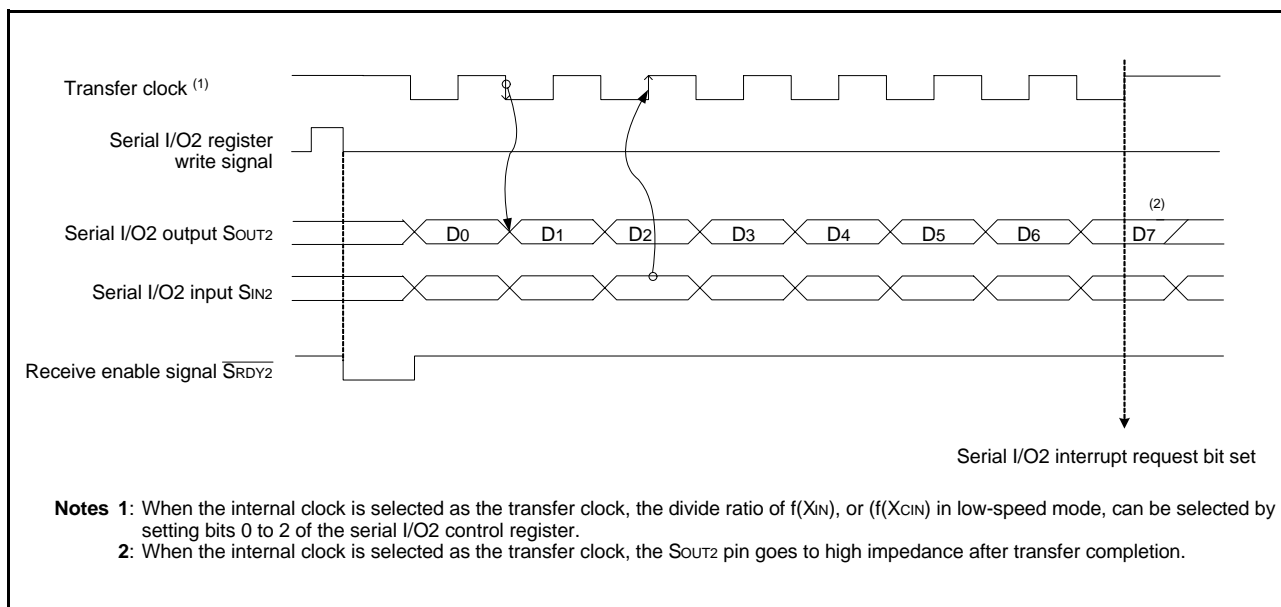 Transfer clock (1)
Serial I/O2 register
write signal
(2)
Serial I/O2 output SOUT2 D0 D1 D2 D3 D4 D5 D6 D7
Serial I/O2 input SIN2
Receive enable signal SRDY2
Serial I/O2 interrupt request bit set
Notes 1: When the internal clock is selected as the transfer clock, the divide ratio of f(XIN), or (f(XCIN) in low-speed mode, can be selected by
setting bits 0 to 2 of the serial I/O2 control register.
2: When the internal clock is selected as the transfer clock, the SOUT2 pin goes to high impedance after transfer completion.